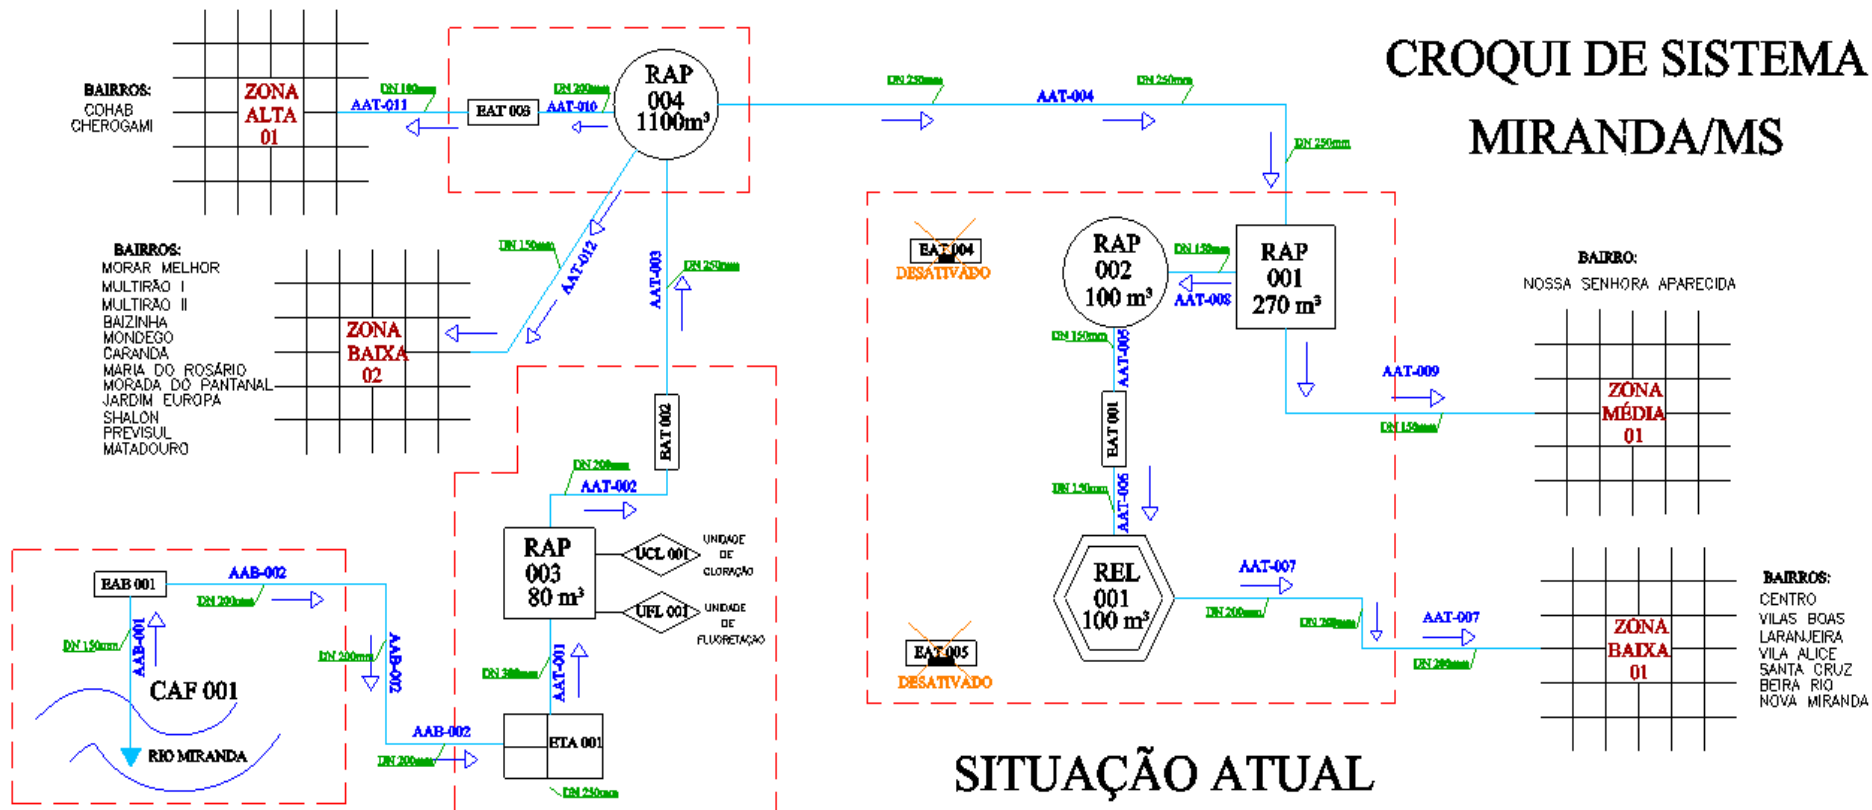 CROQUI DE SISTEMA
MIRANDA/MS
BAIRROS:
COHAB
CHEROGAMI
ZONA
ALTA
01
DN 100mm
AAT-011
EAT 003
DN 200mm
AAT-010
RAP
004
1100m³
DN 250mm
AAT-004
DN 250mm
DN 250mm
BAIRROS:
MORAR MELHOR
MULTIRÃO I
MULTIRÃO II
BAIZINHA
MONDEGO
CARANDÁ
MARIA DO ROSÁRIO
MORADA DO PANTANAL
JARDIM EUROPA
SHALON
PREVISUL
MATADOURO
ZONA
BAIXA
02
DN 150mm
AAT-012
AAT-003
DN 250mm
EAT 004
DESATIVADO
RAP
002
100 m³
DN 150mm
AAT-008
RAP
001
270 m³
BAIRRO:
NOSSA SENHORA APARECIDA
DN 150mm
AAT-005
EAT 001
AAT-009
DN 150mm
ZONA
MÉDIA
01
EAT 002
DN 200mm
AAT-002
DN 150mm
AAT-006
RAP
003
80 m³
UCL 001
UNIDADE
DE
CLORAÇÃO
UFL 001
UNIDADE
DE
FLUORETAÇÃO
REL
001
100 m³
AAT-007
DN 200mm
DN 200mm
AAT-007
DN 200mm
ZONA
BAIXA
01
BAIRROS:
CENTRO
VILAS BOAS
LARANJEIRA
VILA ALICE
SANTA CRUZ
BEIRA RIO
NOVA MIRANDA
EAT 005
DESATIVADO
EAB 001
AAB-002
DN 200mm
DN 150mm
AAB-001
DN 200mm
AAB-002
CAF 001
RIO MIRANDA
AAB-002
DN 200mm
DN 300mm
AAT-001
ETA 001
DN 250mm
SITUAÇÃO ATUAL